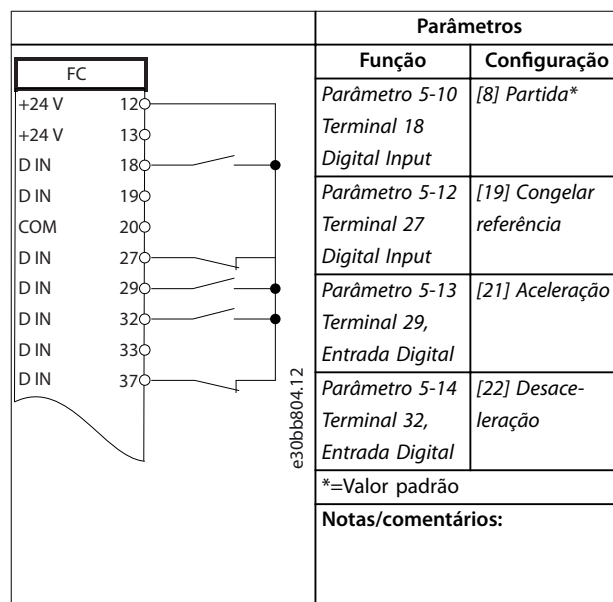 Parâmetros
Função Configuração
FC
+24 V 12
+24 V 13
D IN 18
D IN 19
COM 20
D IN 27
D IN 29
D IN 32
D IN 33
D IN 37
e30bb804.12
Parâmetro 5-10 [8] Partida*
Terminal 18
Digital Input
Parâmetro 5-12 [19] Congelar
Terminal 27 referência
Digital Input
Parâmetro 5-13 [21] Aceleração
Terminal 29,
Entrada Digital
Parâmetro 5-14 [22] Desace-
Terminal 32, leração
Entrada Digital
*=Valor padrão
Notas/comentários: